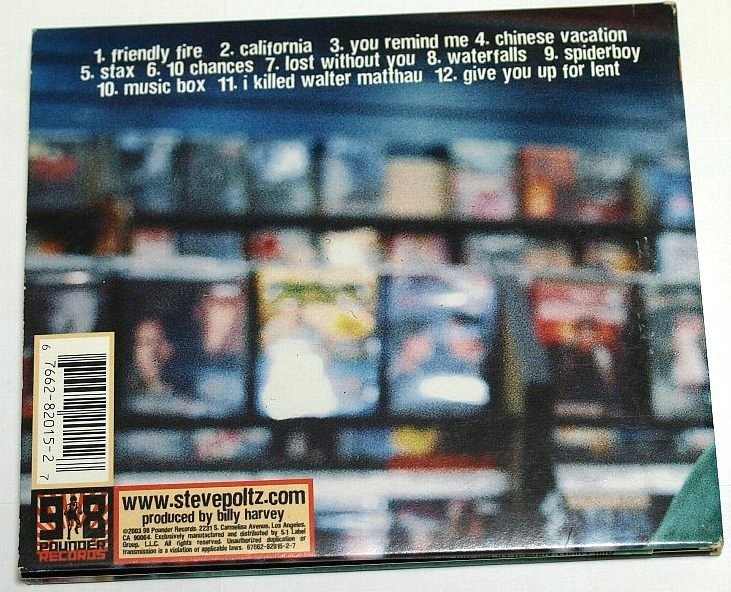 1. friendly fire 2. california 3. you remind me 4. chinese vacation
5. stax 6. 10 chances 7. lost without you 8. waterfalls 9. spiderboy
10. music box 11. i killed walter matthau 12. give you up for lent
6 76662-82015-2 7
98
POUNDER
RECORDS
www.stevepoltz.com
produced by billy harvey
©2003 98 Pounder Records. 2231 S. Carmelina Avenue, Los Angeles,
CA 90064. Exclusively manufactured and distributed by 5.1 Label
Group, L.L.C. All rights reserved. Unauthorized duplication or
transmission is a violation of applicable laws. 67662-82015-2-7